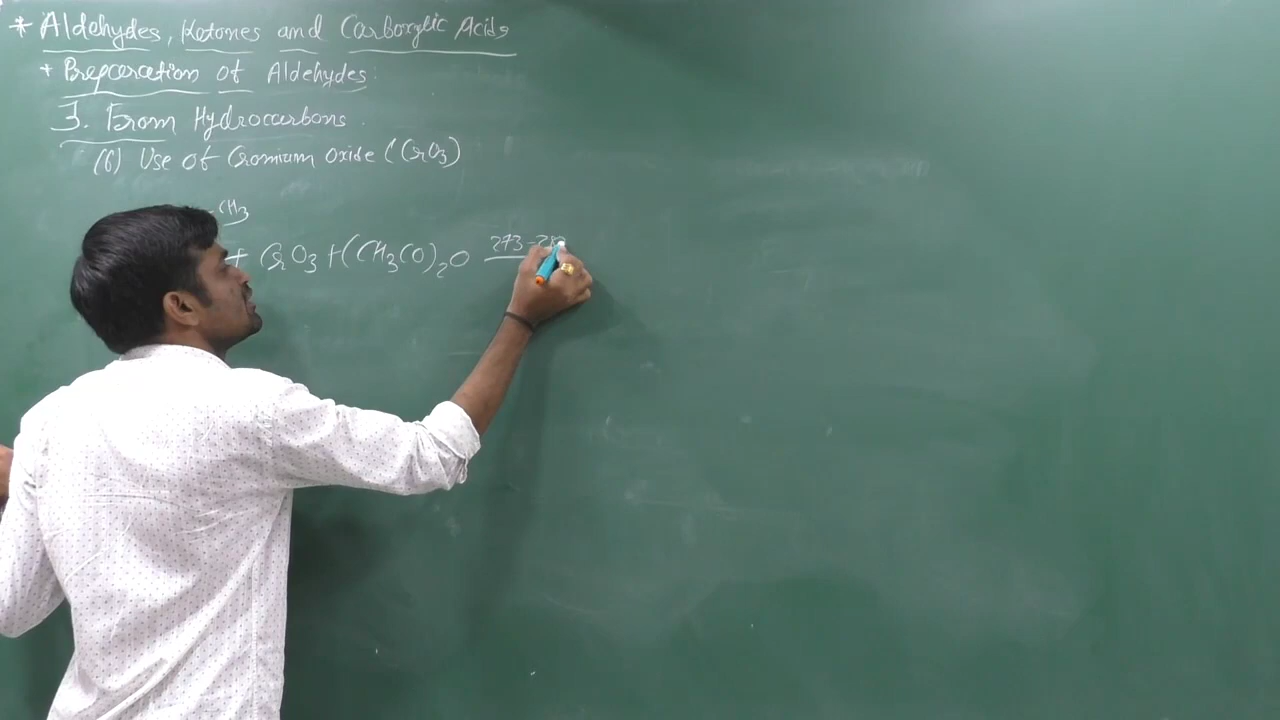 * Aldehydes, Ketones and Carboxylic Acids
+ Preparation of Aldehydes:
3. From Hydrocarbons.
(b) Use of Cromium Oxide (CrO3)
-CH3
+ CrO3 + (CH3CO)2O 273-283